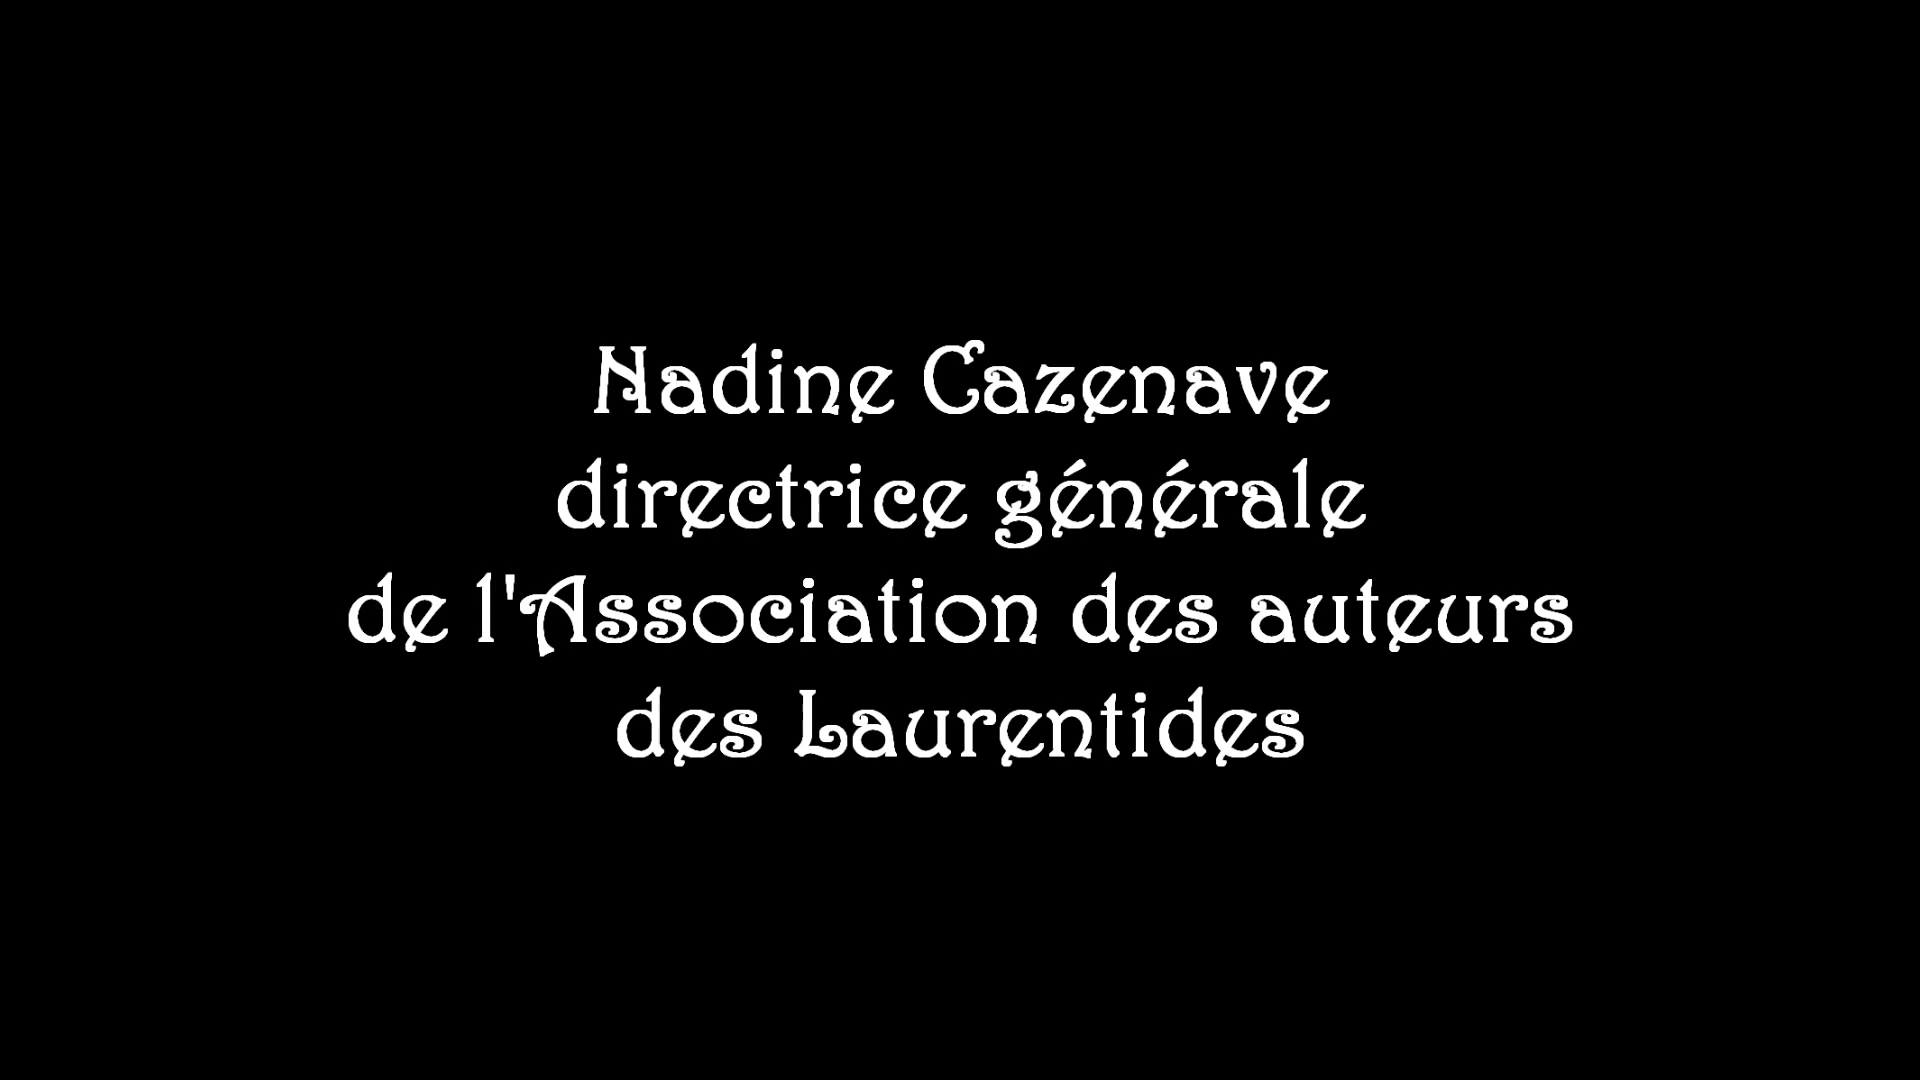 Nadine Cazenave
directrice générale
de l'Association des auteurs
des Laurentides